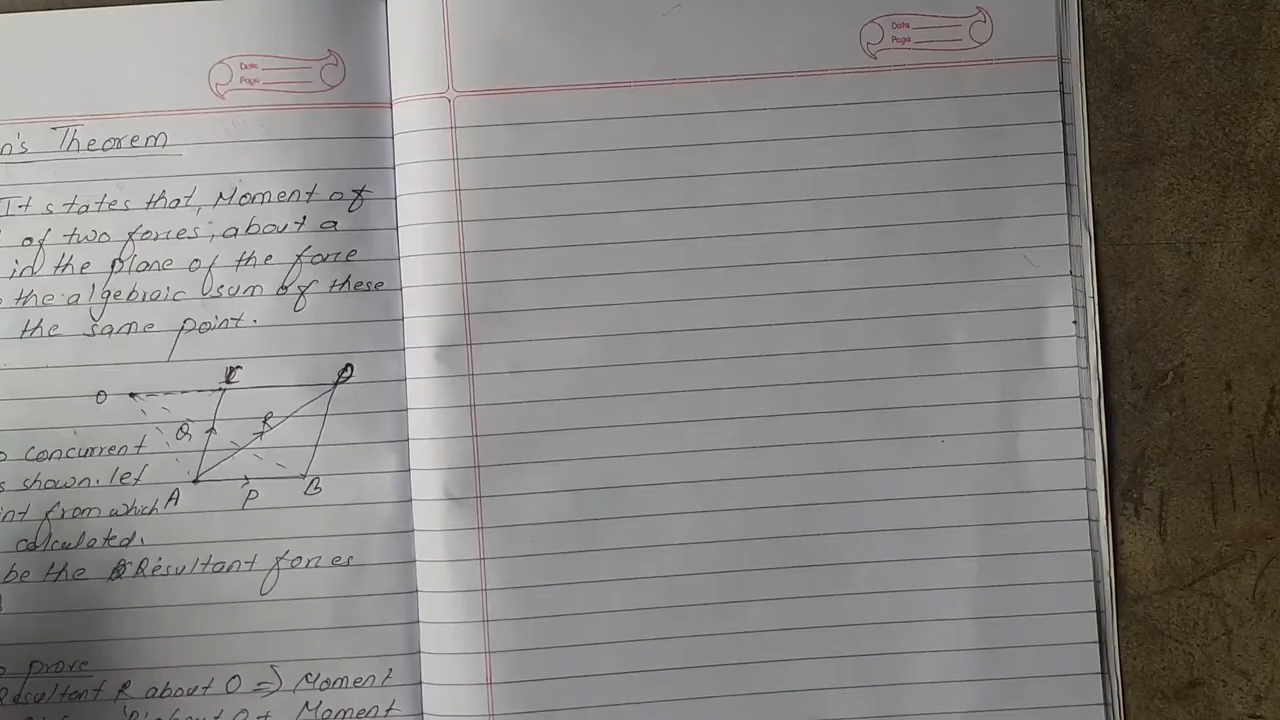 Date
Page
Date
Page
n's Theorem
It states that, Moment of
of two forces, about a
in the plane of the force
the algebraic sum of these
the same point.
O C D
Q R
concurrent
s shown. let
A P B
nt from which
calculated.
be the Resultant forces
prove
Resultant R about O ⇒ Moment
about O + Moment